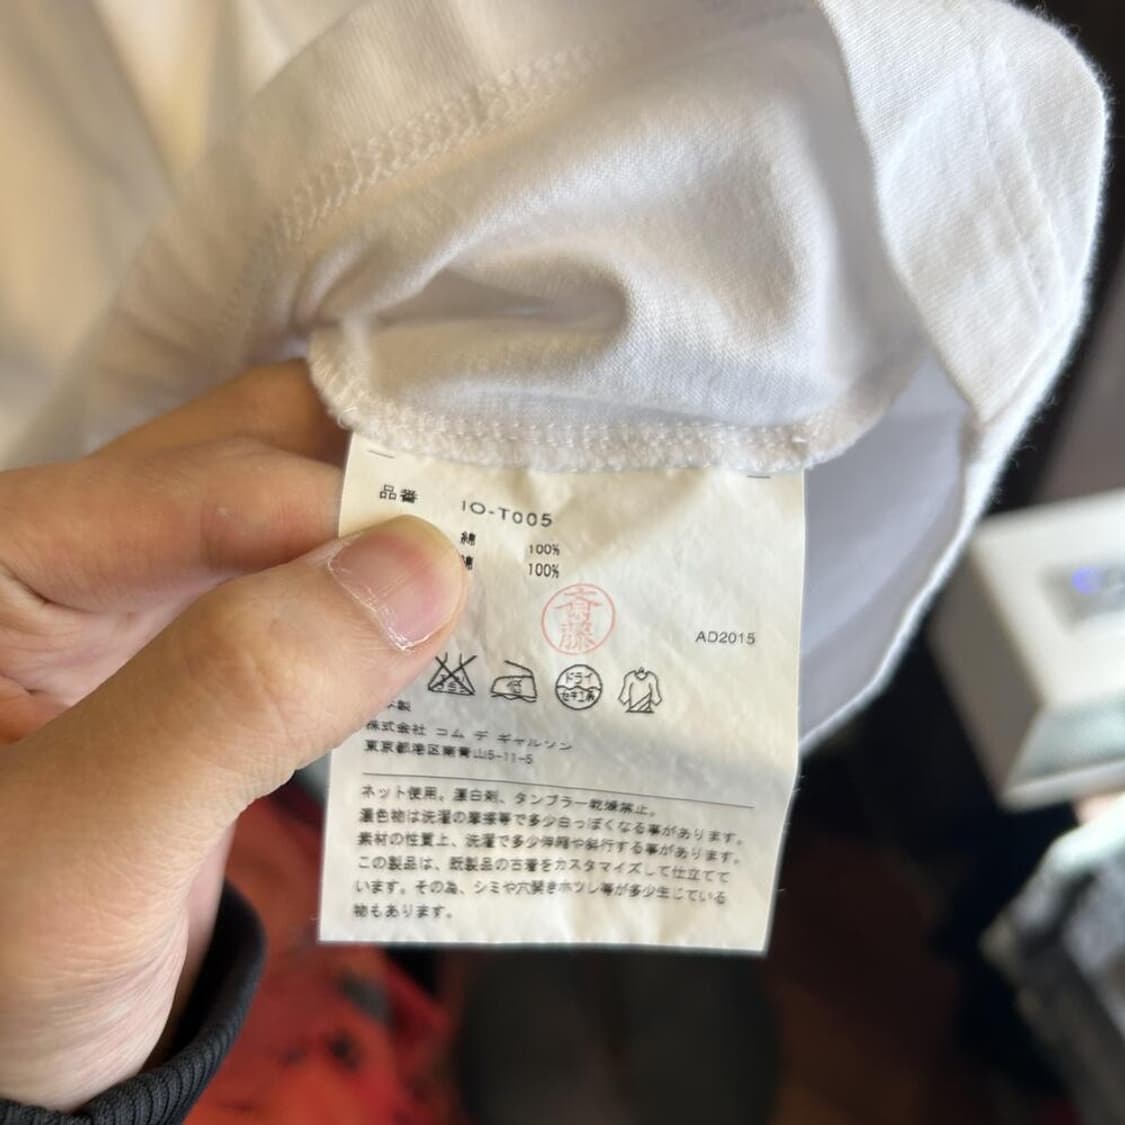 品番 IO-T005
綿 100%
綿 100%
斎藤
AD2015
ドライ
セキユ系
製
株式会社 コム デ ギャルソン
東京都港区南青山5-11-5
ネット使用。漂白剤、タンブラー乾燥禁止。
濃色物は洗濯の摩擦等で多少白っぽくなる事があります。
素材の性質上、洗濯で多少伸縮や斜行する事があります。
この製品は、既製品の古着をカスタマイズして仕立てて
います。その為、シミや穴開きホツレ等が多少生じている
物もあります。